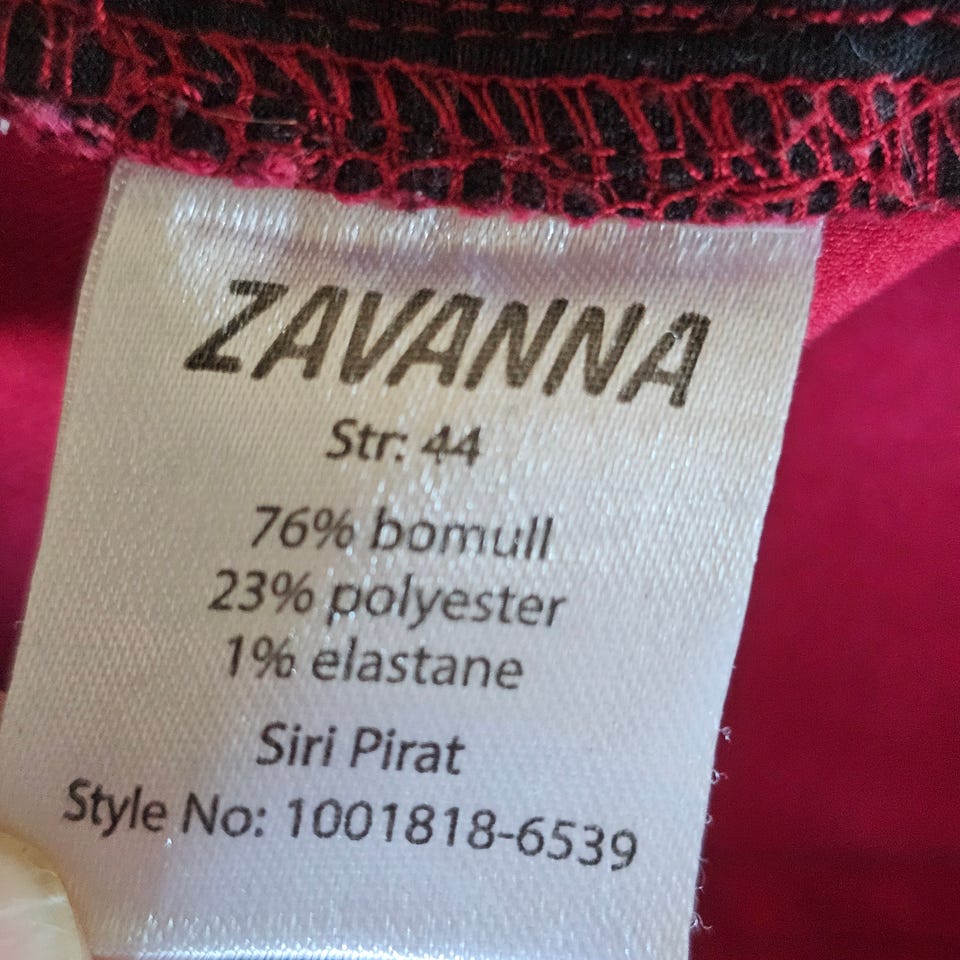 ZAVANNA
Str: 44
76% bomull
23% polyester
1% elastane
Siri Pirat
Style No: 1001818-6539